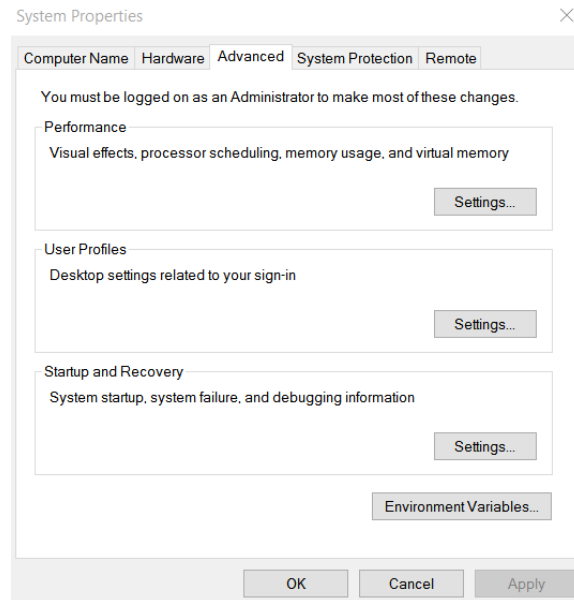 System Properties
Computer Name Hardware Advanced System Protection Remote
You must be logged on as an Administrator to make most of these changes.
Performance
Visual effects, processor scheduling, memory usage, and virtual memory
Settings...
User Profiles
Desktop settings related to your sign-in
Settings...
Startup and Recovery
System startup, system failure, and debugging information
Settings...
Environment Variables...
OK Cancel Apply